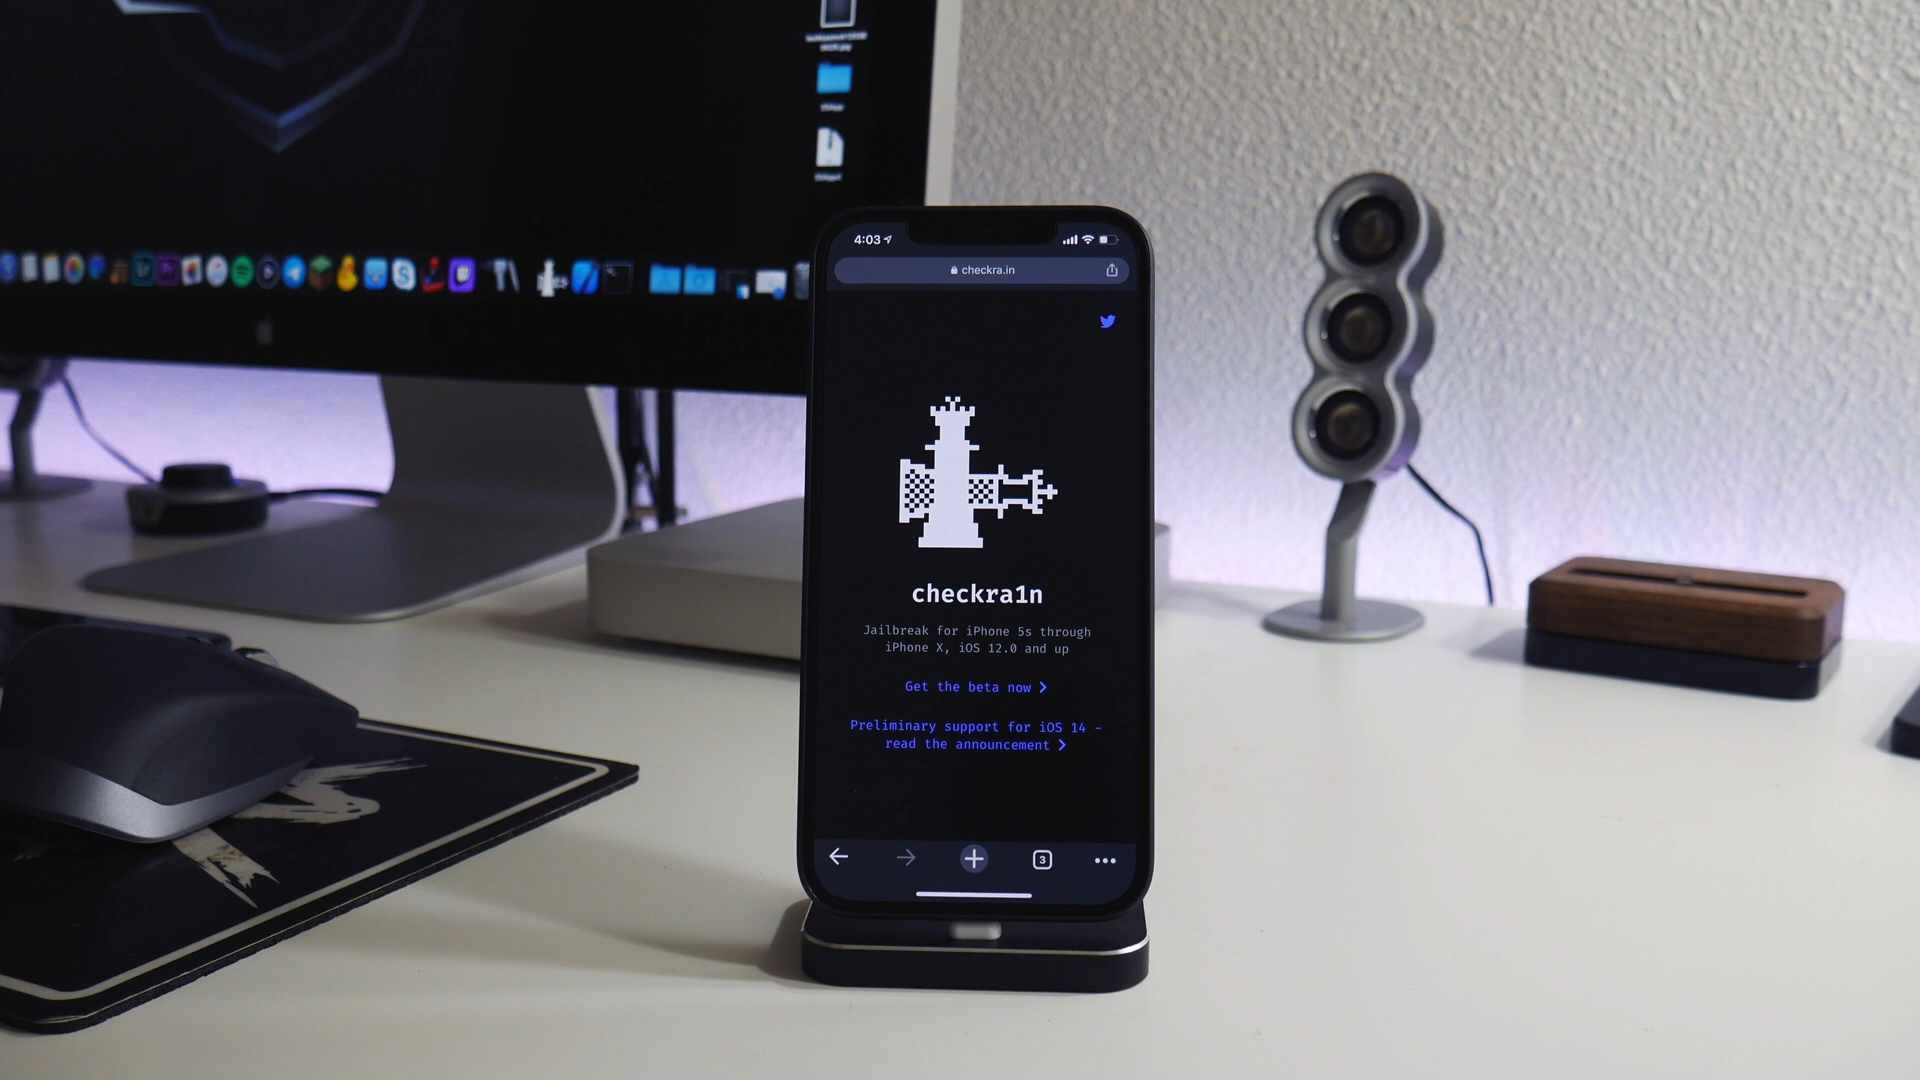 4:03
checkra.in
checkra1n
Jailbreak for iPhone 5s through
iPhone X, iOS 12.0 and up
Get the beta now
Preliminary support for iOS 14 –
read the announcement
3